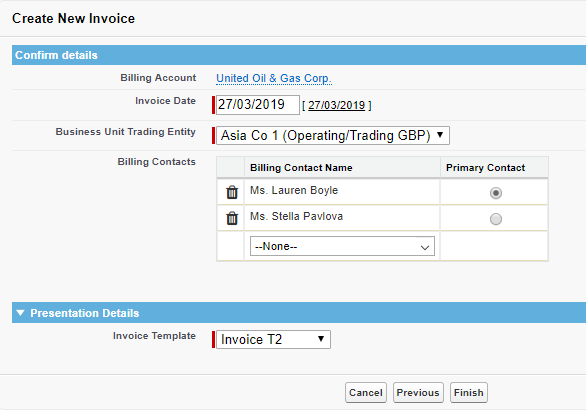 Create New Invoice
Confirm details
Billing Account United Oil & Gas Corp.
Invoice Date 27/03/2019 [ 27/03/2019 ]
Business Unit Trading Entity Asia Co 1 (Operating/Trading GBP)
Billing Contacts Billing Contact Name Primary Contact
Ms. Lauren Boyle
Ms. Stella Pavlova
--None--
Presentation Details
Invoice Template Invoice T2
Cancel Previous Finish